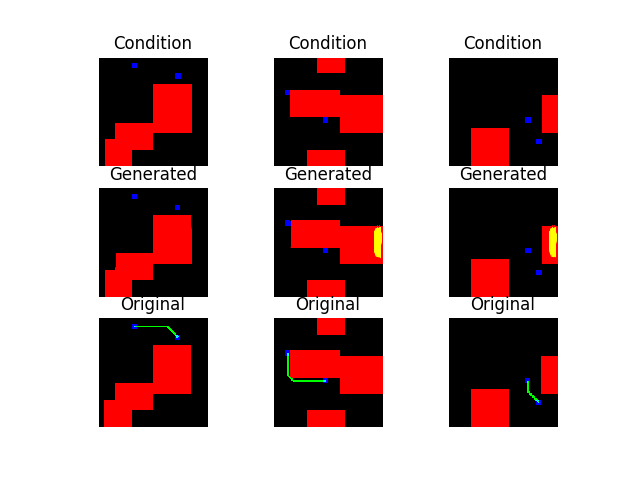 Condition Condition Condition
Generated Generated Generated
Original Original Original